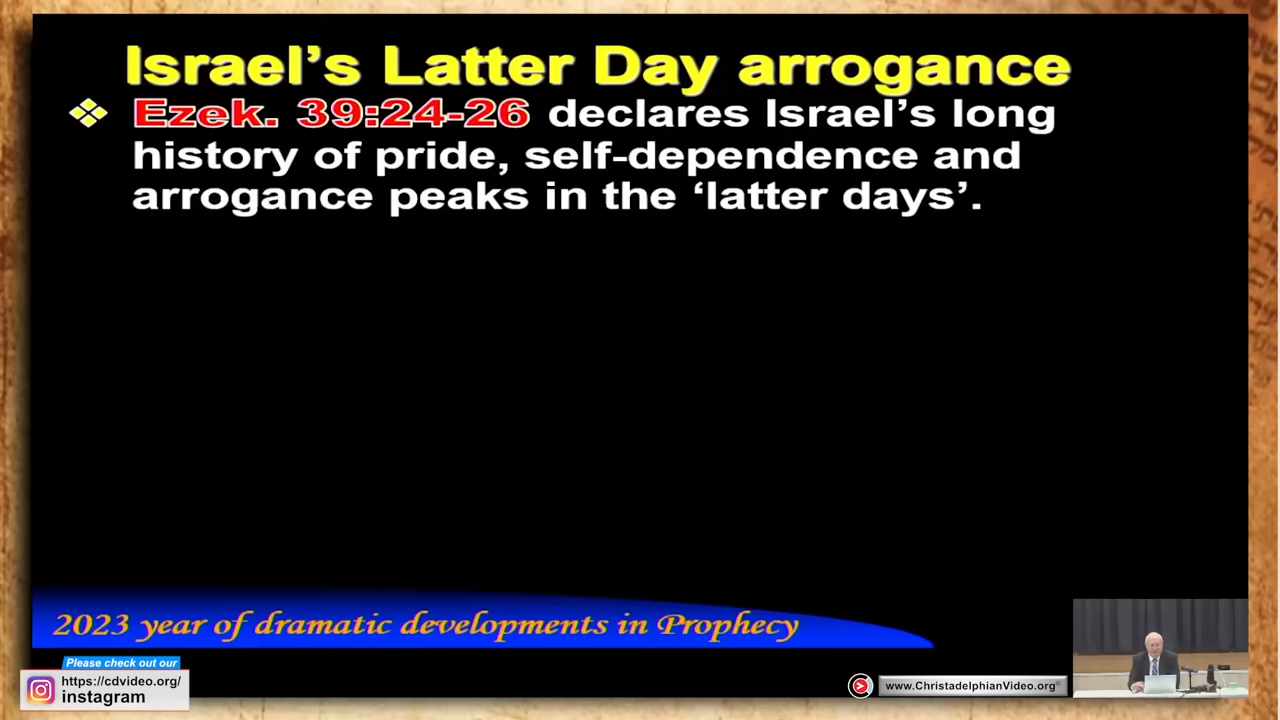 Israel’s Latter Day arrogance
Ezek. 39:24-26 declares Israel’s long
history of pride, self-dependence and
arrogance peaks in the ‘latter days’.
2023 year of dramatic developments in Prophecy
Please check out our
https://cdvideo.org/
instagram
www.ChristadelphianVideo.org®